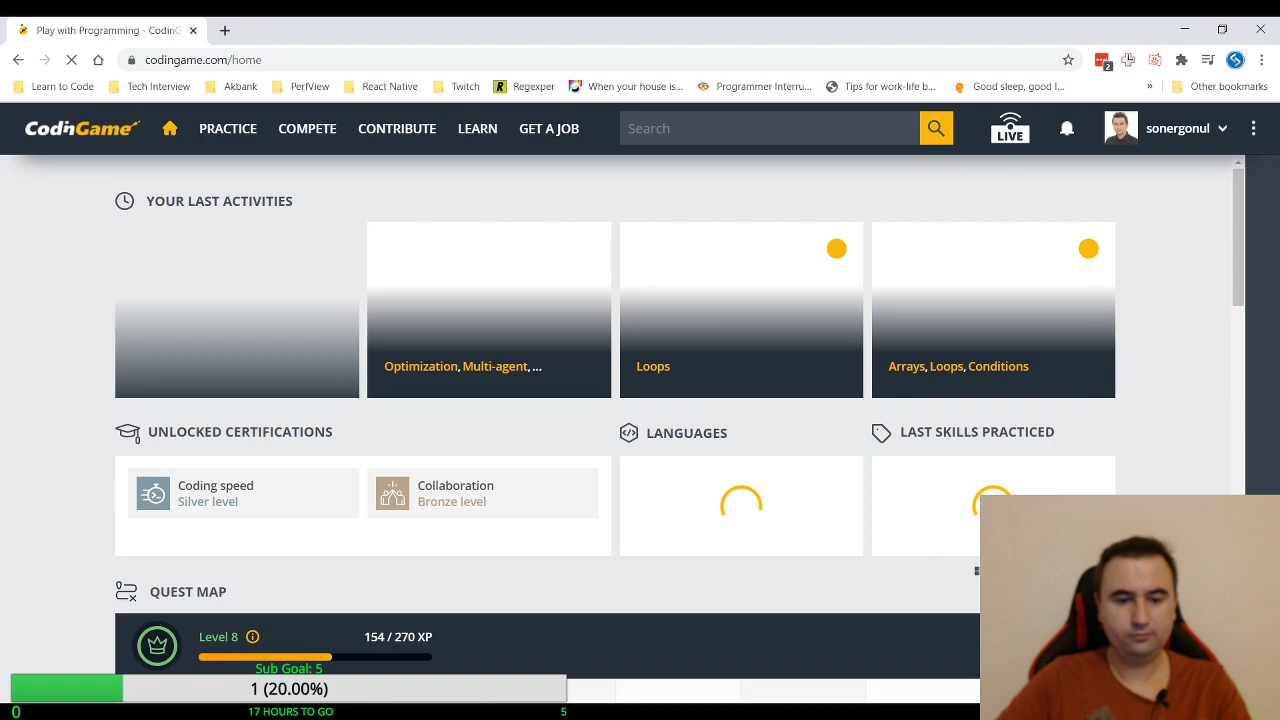 Play with Programming - CodinG
codingame.com/home
2
Learn to Code
Tech Interview
Akbank
PerfView
React Native
Twitch
R
Regexper
When your house is...
Programmer Interru...
Tips for work-life b...
Good sleep, good l...
»
Other bookmarks
CodinGame
PRACTICE
COMPETE
CONTRIBUTE
LEARN
GET A JOB
Search
LIVE
sonergonul
YOUR LAST ACTIVITIES
Optimization, Multi-agent, ...
Loops
Arrays, Loops, Conditions
UNLOCKED CERTIFICATIONS
LANGUAGES
LAST SKILLS PRACTICED
Coding speed
Silver level
Collaboration
Bronze level
QUEST MAP
Level 8
154 / 270 XP
Sub Goal: 5
1 (20.00%)
0
17 HOURS TO GO
5